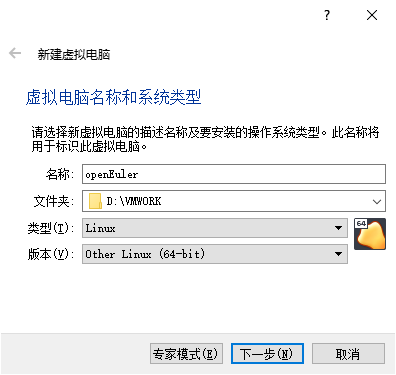 ?
新建虚拟电脑
虚拟电脑名称和系统类型
请选择新虚拟电脑的描述名称及要安装的操作系统类型。此名称将
用于标识此虚拟电脑。
名称: openEuler
文件夹: D:\VMWORK
类型(T): Linux
64
版本(V): Other Linux (64-bit)
专家模式(E) 下一步(N) 取消